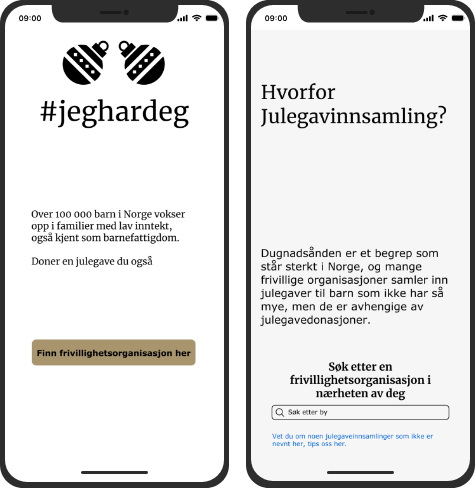 09:00
#jeghardeg
Over 100 000 barn i Norge vokser
opp i familier med lav inntekt,
også kjent som barnefattigdom.
Doner en julegave du også
Finn frivillighetsorganisasjon her
09:00
Hvorfor
Julegavinnsamling?
Dugnadsånden er et begrep som
står sterkt i Norge, og mange
frivillige organisasjoner samler inn
julegaver til barn som ikke har så
mye, men de er avhengige av
julegavedonasjoner.
Søk etter en
frivillighetsorganisasjon i
nærheten av deg
Søk etter by
Vet du om noen julegaveinnsamlinger som ikke er
nevnt her, tips oss her.